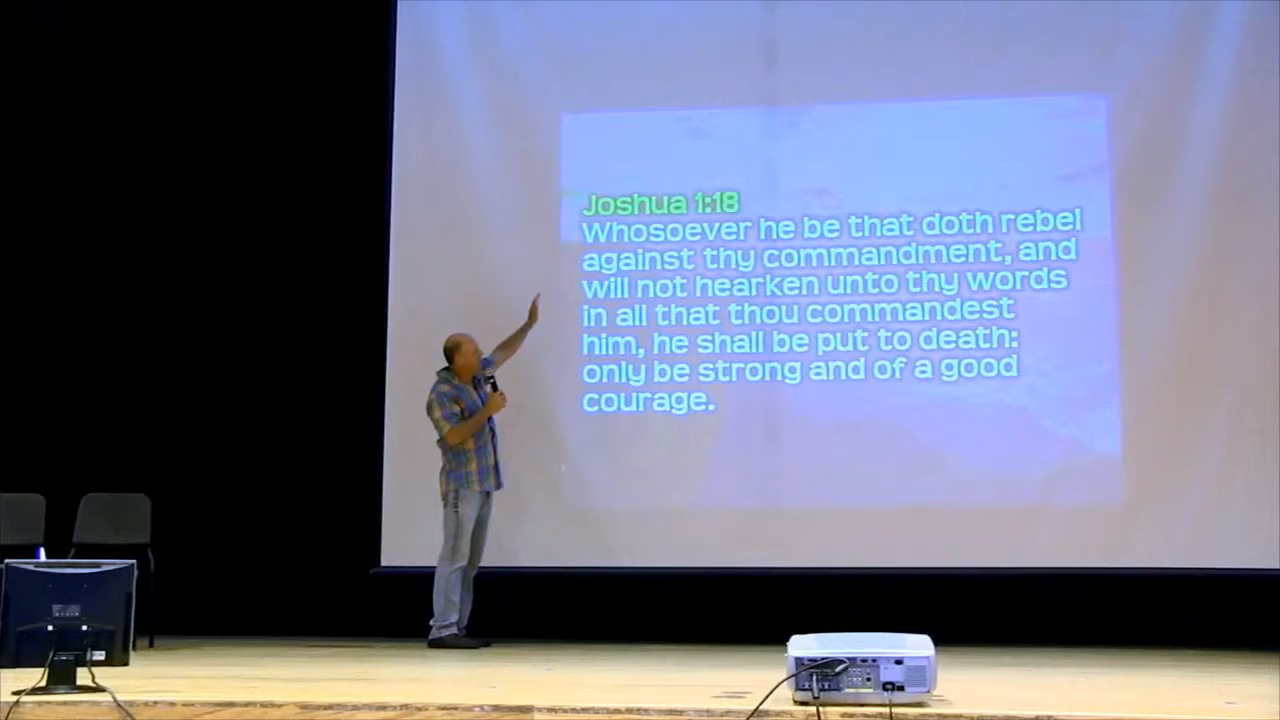 Joshua 1:18
Whosoever he be that doth rebel
against thy commandment, and
will not hearken unto thy words
in all that thou commandest
him, he shall be put to death:
only be strong and of a good
courage.